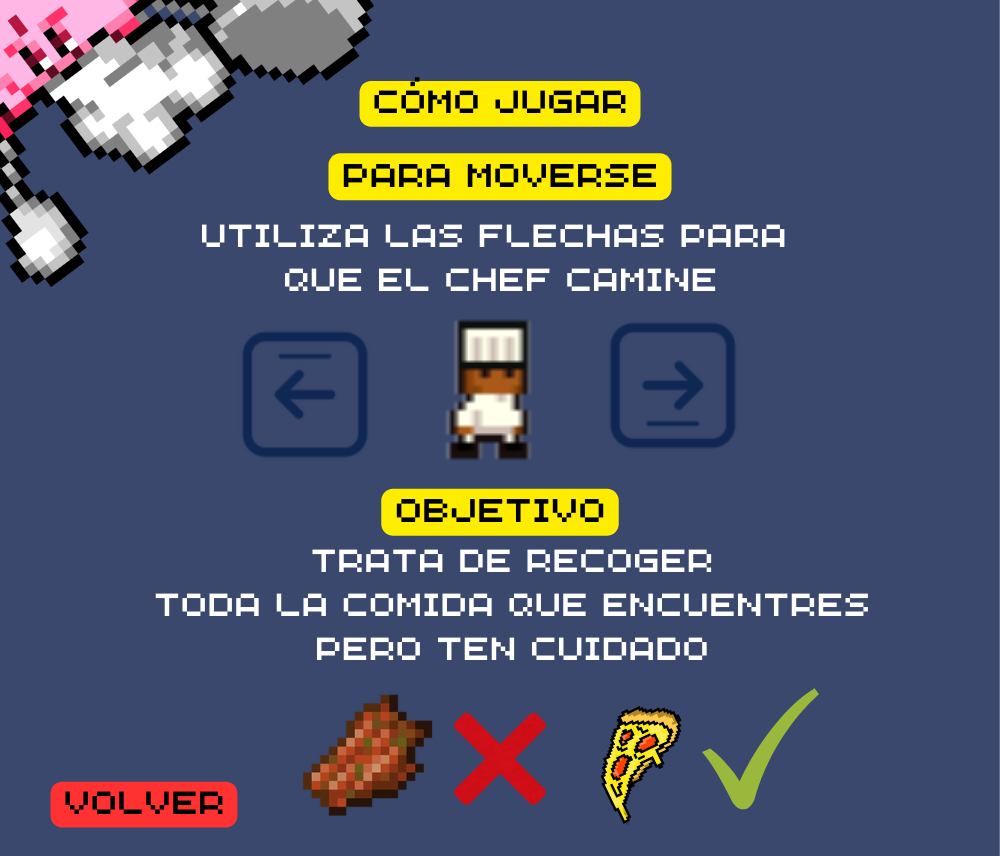 CÓMO JUGAR
PARA MOVERSE
UTILIZA LAS FLECHAS PARA
QUE EL CHEF CAMINE
OBJETIVO
TRATA DE RECOGER
TODA LA COMIDA QUE ENCUENTRES
PERO TEN CUIDADO
VOLVER